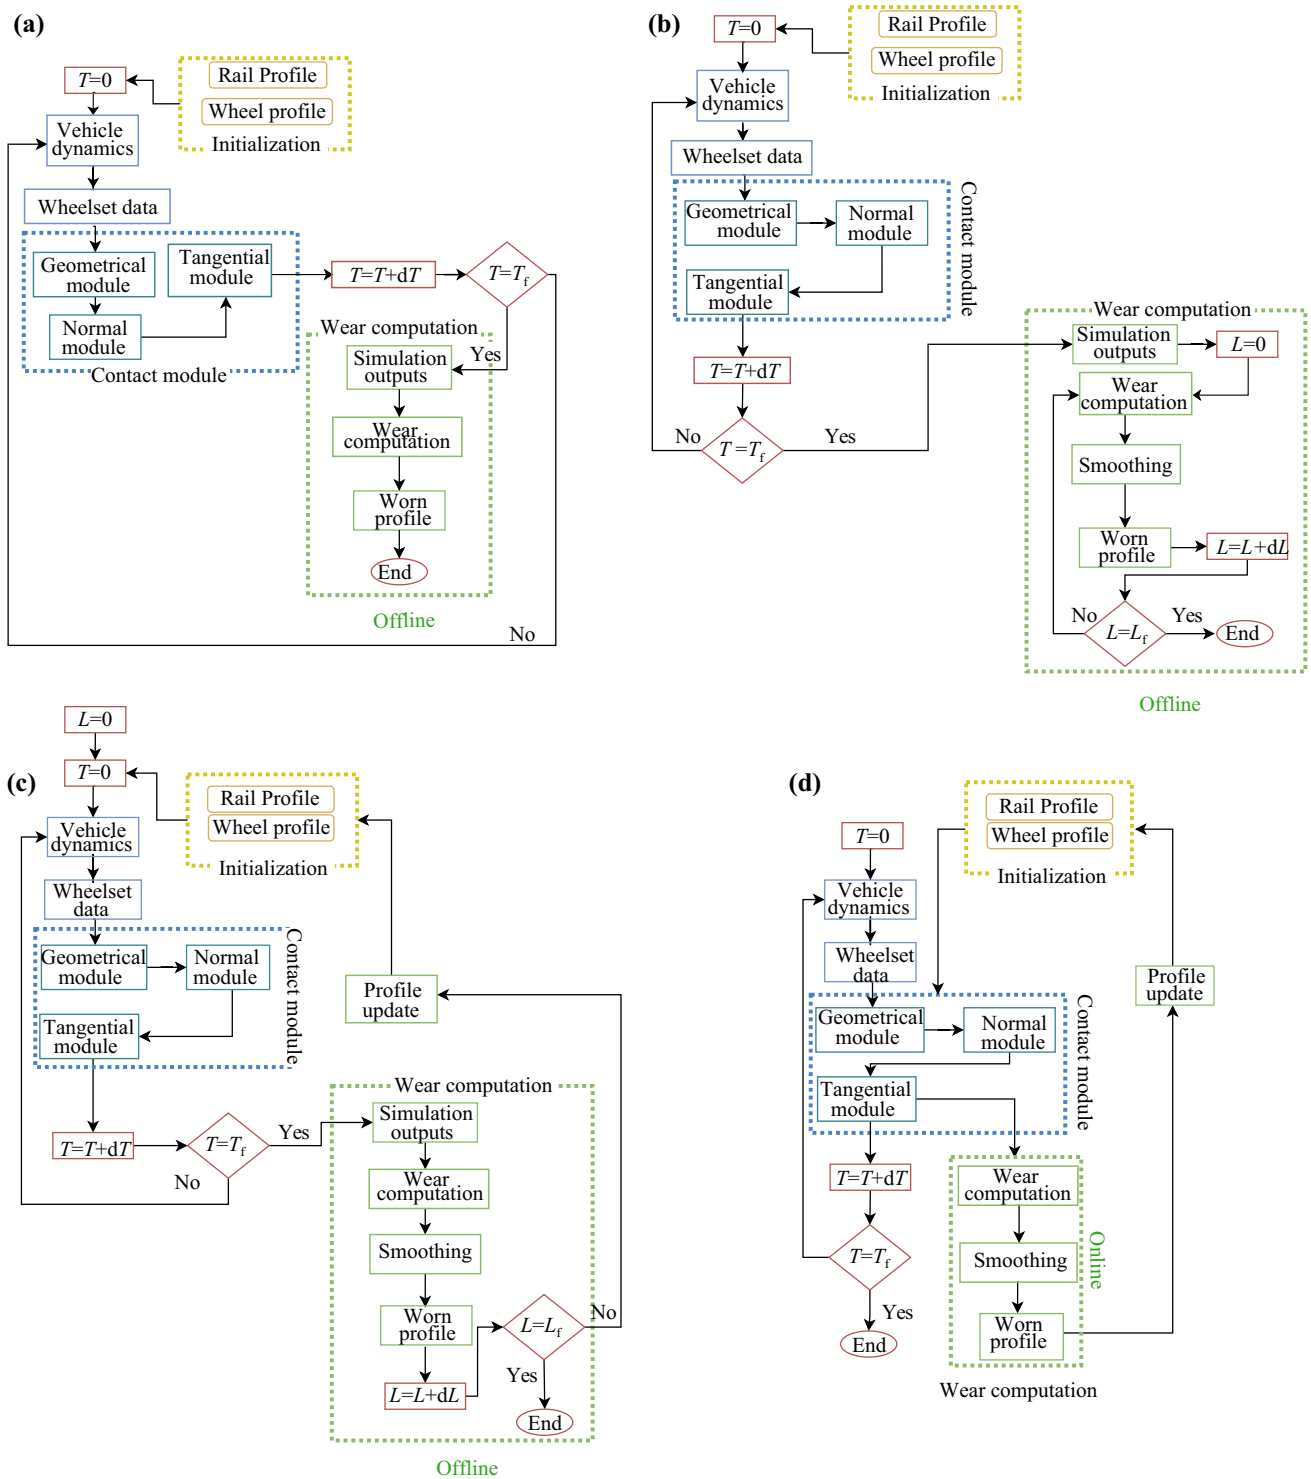 (a)
T=0
Rail Profile
Wheel profile
Initialization
Vehicle
dynamics
Wheelset data
Geometrical
module
Tangential
module
Normal
module
Contact module
T=T+dT
T=Tf
Wear computation
Yes
Simulation
outputs
Wear
computation
Worn
profile
End
Offline
No
(b)
T=0
Rail Profile
Wheel profile
Initialization
Vehicle
dynamics
Wheelset data
Geometrical
module
Normal
module
Tangential
module
Contact module
T=T+dT
No
T=Tf
Yes
Wear computation
Simulation
outputs
L=0
Wear
computation
Smoothing
Worn
profile
L=L+dL
No
L=Lf
Yes
End
Offline
(c)
L=0
T=0
Rail Profile
Wheel profile
Initialization
Vehicle
dynamics
Wheelset
data
Geometrical
module
Normal
module
Tangential
module
Contact module
Profile
update
T=T+dT
T=Tf
Yes
No
Wear computation
Simulation
outputs
Wear
computation
Smoothing
Worn
profile
L=L+dL
L=Lf
No
Yes
End
Offline
(d)
T=0
Rail Profile
Wheel profile
Initialization
Vehicle
dynamics
Wheelset
data
Geometrical
module
Normal
module
Tangential
module
Contact module
Profile
update
T=T+dT
T=Tf
Yes
End
Wear
computation
Smoothing
Worn
profile
Online
Wear computation